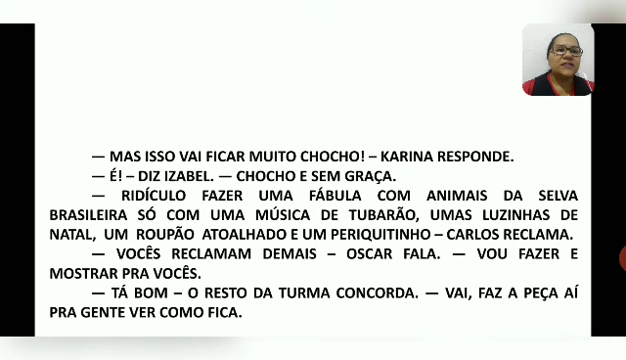 — MAS ISSO VAI FICAR MUITO CHOCHO! – KARINA RESPONDE.
— É! – DIZ IZABEL. — CHOCHO E SEM GRAÇA.
— RIDÍCULO FAZER UMA FÁBULA COM ANIMAIS DA SELVA
BRASILEIRA SÓ COM UMA MÚSICA DE TUBARÃO, UMAS LUZINHAS DE
NATAL, UM ROUPÃO ATOALHADO E UM PERIQUITINHO – CARLOS RECLAMA.
— VOCÊS RECLAMAM DEMAIS – OSCAR FALA. — VOU FAZER E
MOSTRAR PRA VOCÊS.
— TÁ BOM – O RESTO DA TURMA CONCORDA. — VAI, FAZ A PEÇA AÍ
PRA GENTE VER COMO FICA.